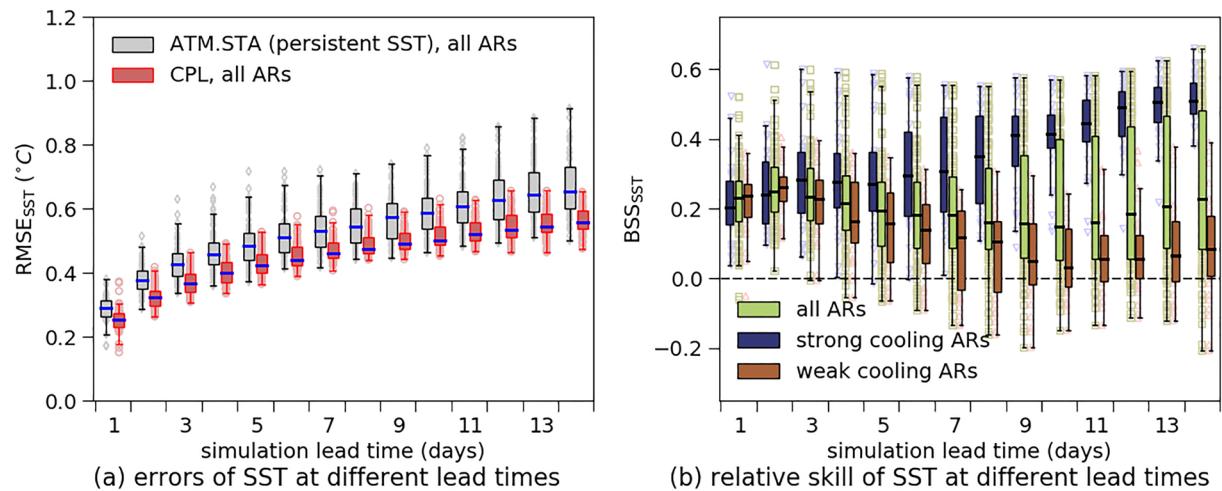 1.2
1.0
0.8
0.6
0.4
0.2
0.0
RMSE_SST (°C)
ATM.STA (persistent SST), all ARs
CPL, all ARs
1 3 5 7 9 11 13
simulation lead time (days)
(a) errors of SST at different lead times
0.6
0.4
0.2
0.0
−0.2
BSS_SST
all ARs
strong cooling ARs
weak cooling ARs
1 3 5 7 9 11 13
simulation lead time (days)
(b) relative skill of SST at different lead times